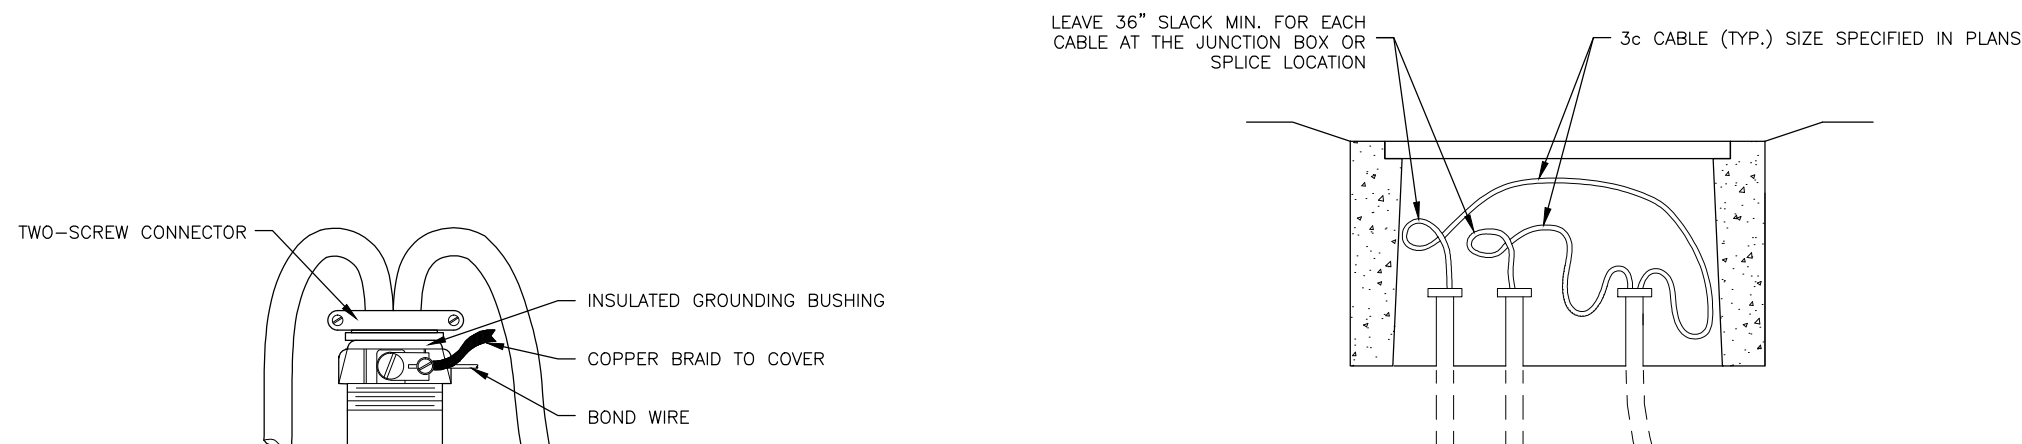 LEAVE 36" SLACK MIN. FOR EACH
CABLE AT THE JUNCTION BOX OR
SPLICE LOCATION
3c CABLE (TYP.) SIZE SPECIFIED IN PLANS
TWO-SCREW CONNECTOR
INSULATED GROUNDING BUSHING
COPPER BRAID TO COVER
BOND WIRE